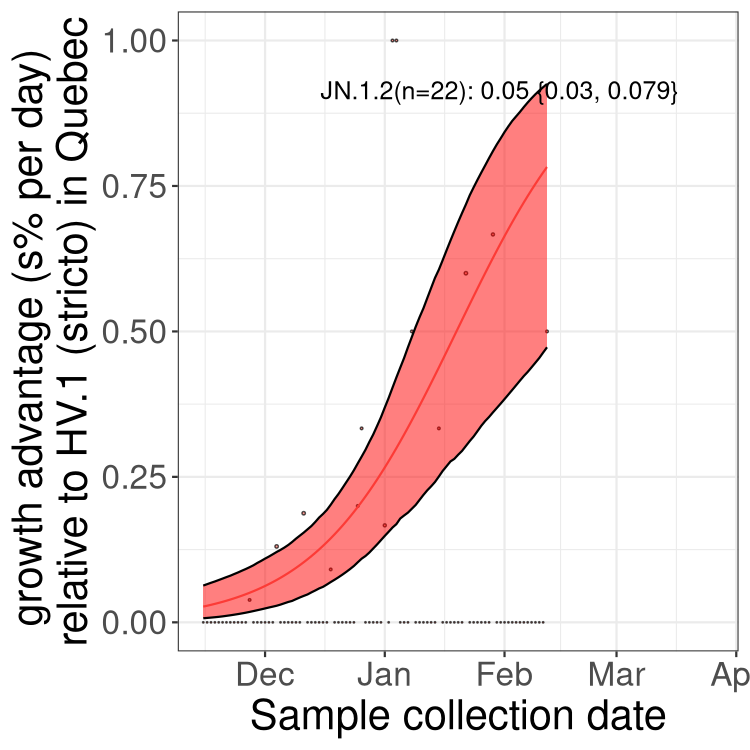 growth advantage (s% per day)
relative to HV.1 (stricto) in Quebec
1.00
0.75
0.50
0.25
0.00
JN.1.2(n=22): 0.05 {0.03, 0.079}
Dec Jan Feb Mar Ap
Sample collection date